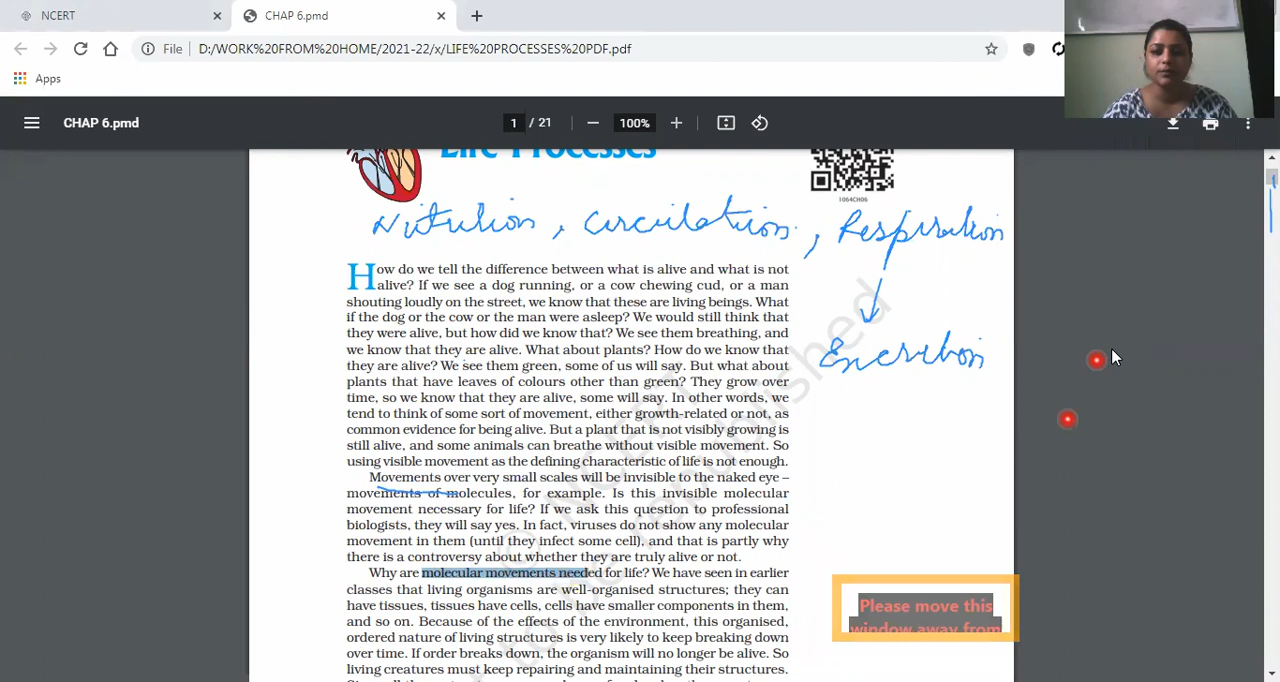 NCERT
CHAP 6.pmd
File
D:/WORK%20FROM%20HOME/2021-22/x/LIFE%20PROCESSES%20PDF.pdf
Apps
CHAP 6.pmd
1 / 21
100%
Life Processes
1064CH06
Nutrition , Circulation , Respiration
Excretion
How do we tell the difference between what is alive and what is not
alive? If we see a dog running, or a cow chewing cud, or a man
shouting loudly on the street, we know that these are living beings. What
if the dog or the cow or the man were asleep? We would still think that
they were alive, but how did we know that? We see them breathing, and
we know that they are alive. What about plants? How do we know that
they are alive? We see them green, some of us will say. But what about
plants that have leaves of colours other than green? They grow over
time, so we know that they are alive, some will say. In other words, we
tend to think of some sort of movement, either growth-related or not, as
common evidence for being alive. But a plant that is not visibly growing is
still alive, and some animals can breathe without visible movement. So
using visible movement as the defining characteristic of life is not enough.
Movements over very small scales will be invisible to the naked eye –
movements of molecules, for example. Is this invisible molecular
movement necessary for life? If we ask this question to professional
biologists, they will say yes. In fact, viruses do not show any molecular
movement in them (until they infect some cell), and that is partly why
there is a controversy about whether they are truly alive or not.
Why are molecular movements needed for life? We have seen in earlier
classes that living organisms are well-organised structures; they can
have tissues, tissues have cells, cells have smaller components in them,
and so on. Because of the effects of the environment, this organised,
ordered nature of living structures is very likely to keep breaking down
over time. If order breaks down, the organism will no longer be alive. So
living creatures must keep repairing and maintaining their structures.
© NCERT
not to be republished
Please move this
window away from